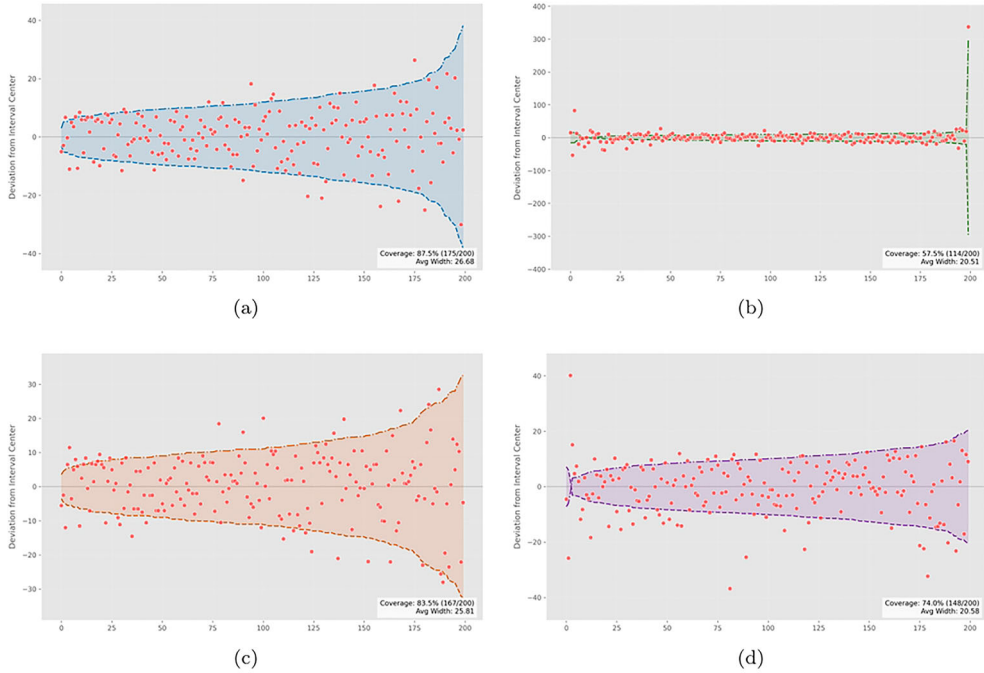 40
20
0
−20
−40
Deviation from Interval Center
0 25 50 75 100 125 150 175 200
Coverage: 87.5% (175/200)
Avg Width: 26.68
(a)
400
300
200
100
0
−100
−200
−300
−400
Deviation from Interval Center
0 25 50 75 100 125 150 175 200
Coverage: 57.5% (114/200)
Avg Width: 20.51
(b)
30
20
10
0
−10
−20
−30
Deviation from Interval Center
0 25 50 75 100 125 150 175 200
Coverage: 83.5% (167/200)
Avg Width: 25.81
(c)
40
20
0
−20
−40
Deviation from Interval Center
0 25 50 75 100 125 150 175 200
Coverage: 74.0% (148/200)
Avg Width: 20.58
(d)